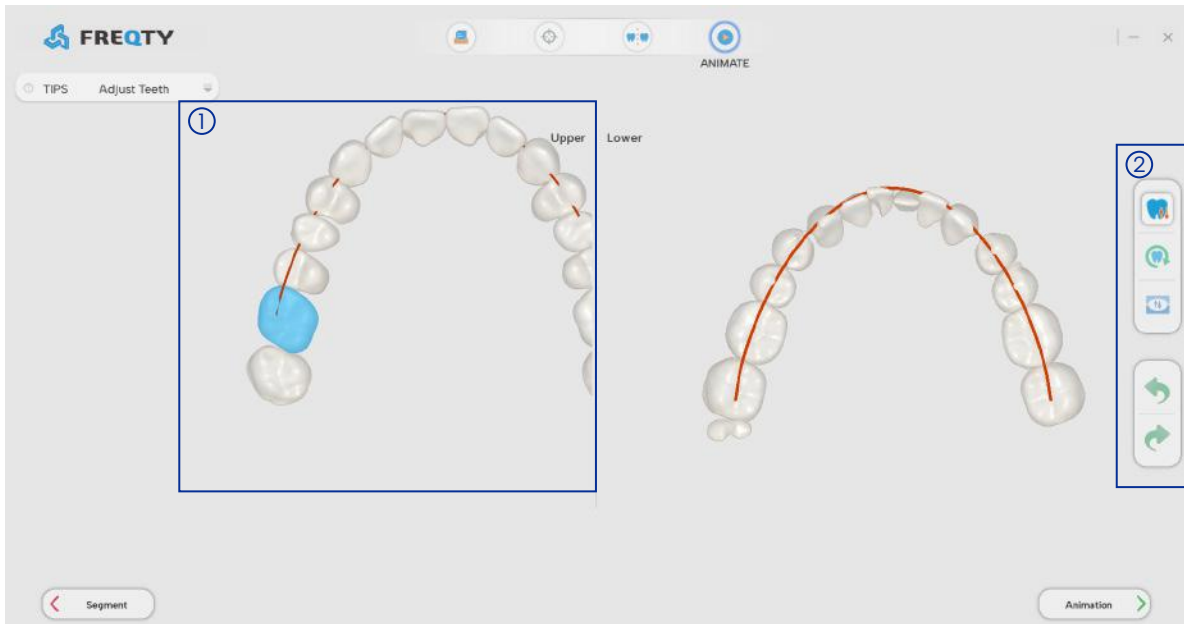 FREQTY
ANIMATE
TIPS Adjust Teeth
①
Upper Lower
②
Segment
Animation